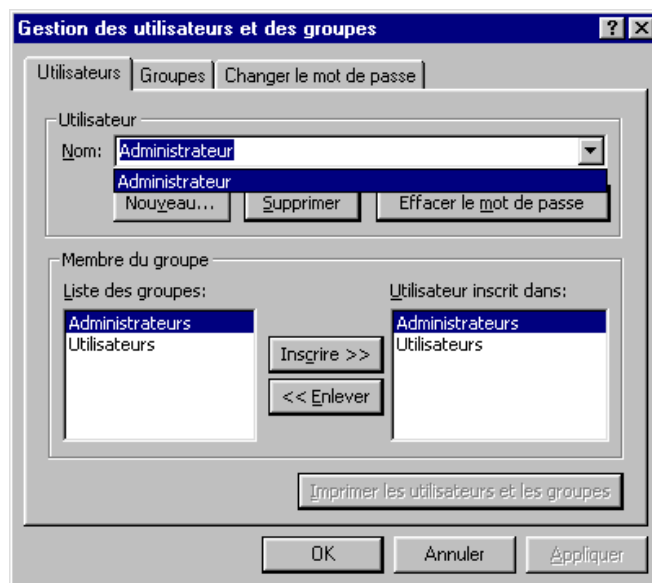 Gestion des utilisateurs et des groupes
Utilisateurs Groupes Changer le mot de passe
Utilisateur
Nom: Administrateur
Administrateur
Nouveau... Supprimer Effacer le mot de passe
Membre du groupe
Liste des groupes: Utilisateur inscrit dans:
Administrateurs Administrateurs
Utilisateurs Utilisateurs
Inscrire >>
<< Enlever
Imprimer les utilisateurs et les groupes
OK Annuler Appliquer